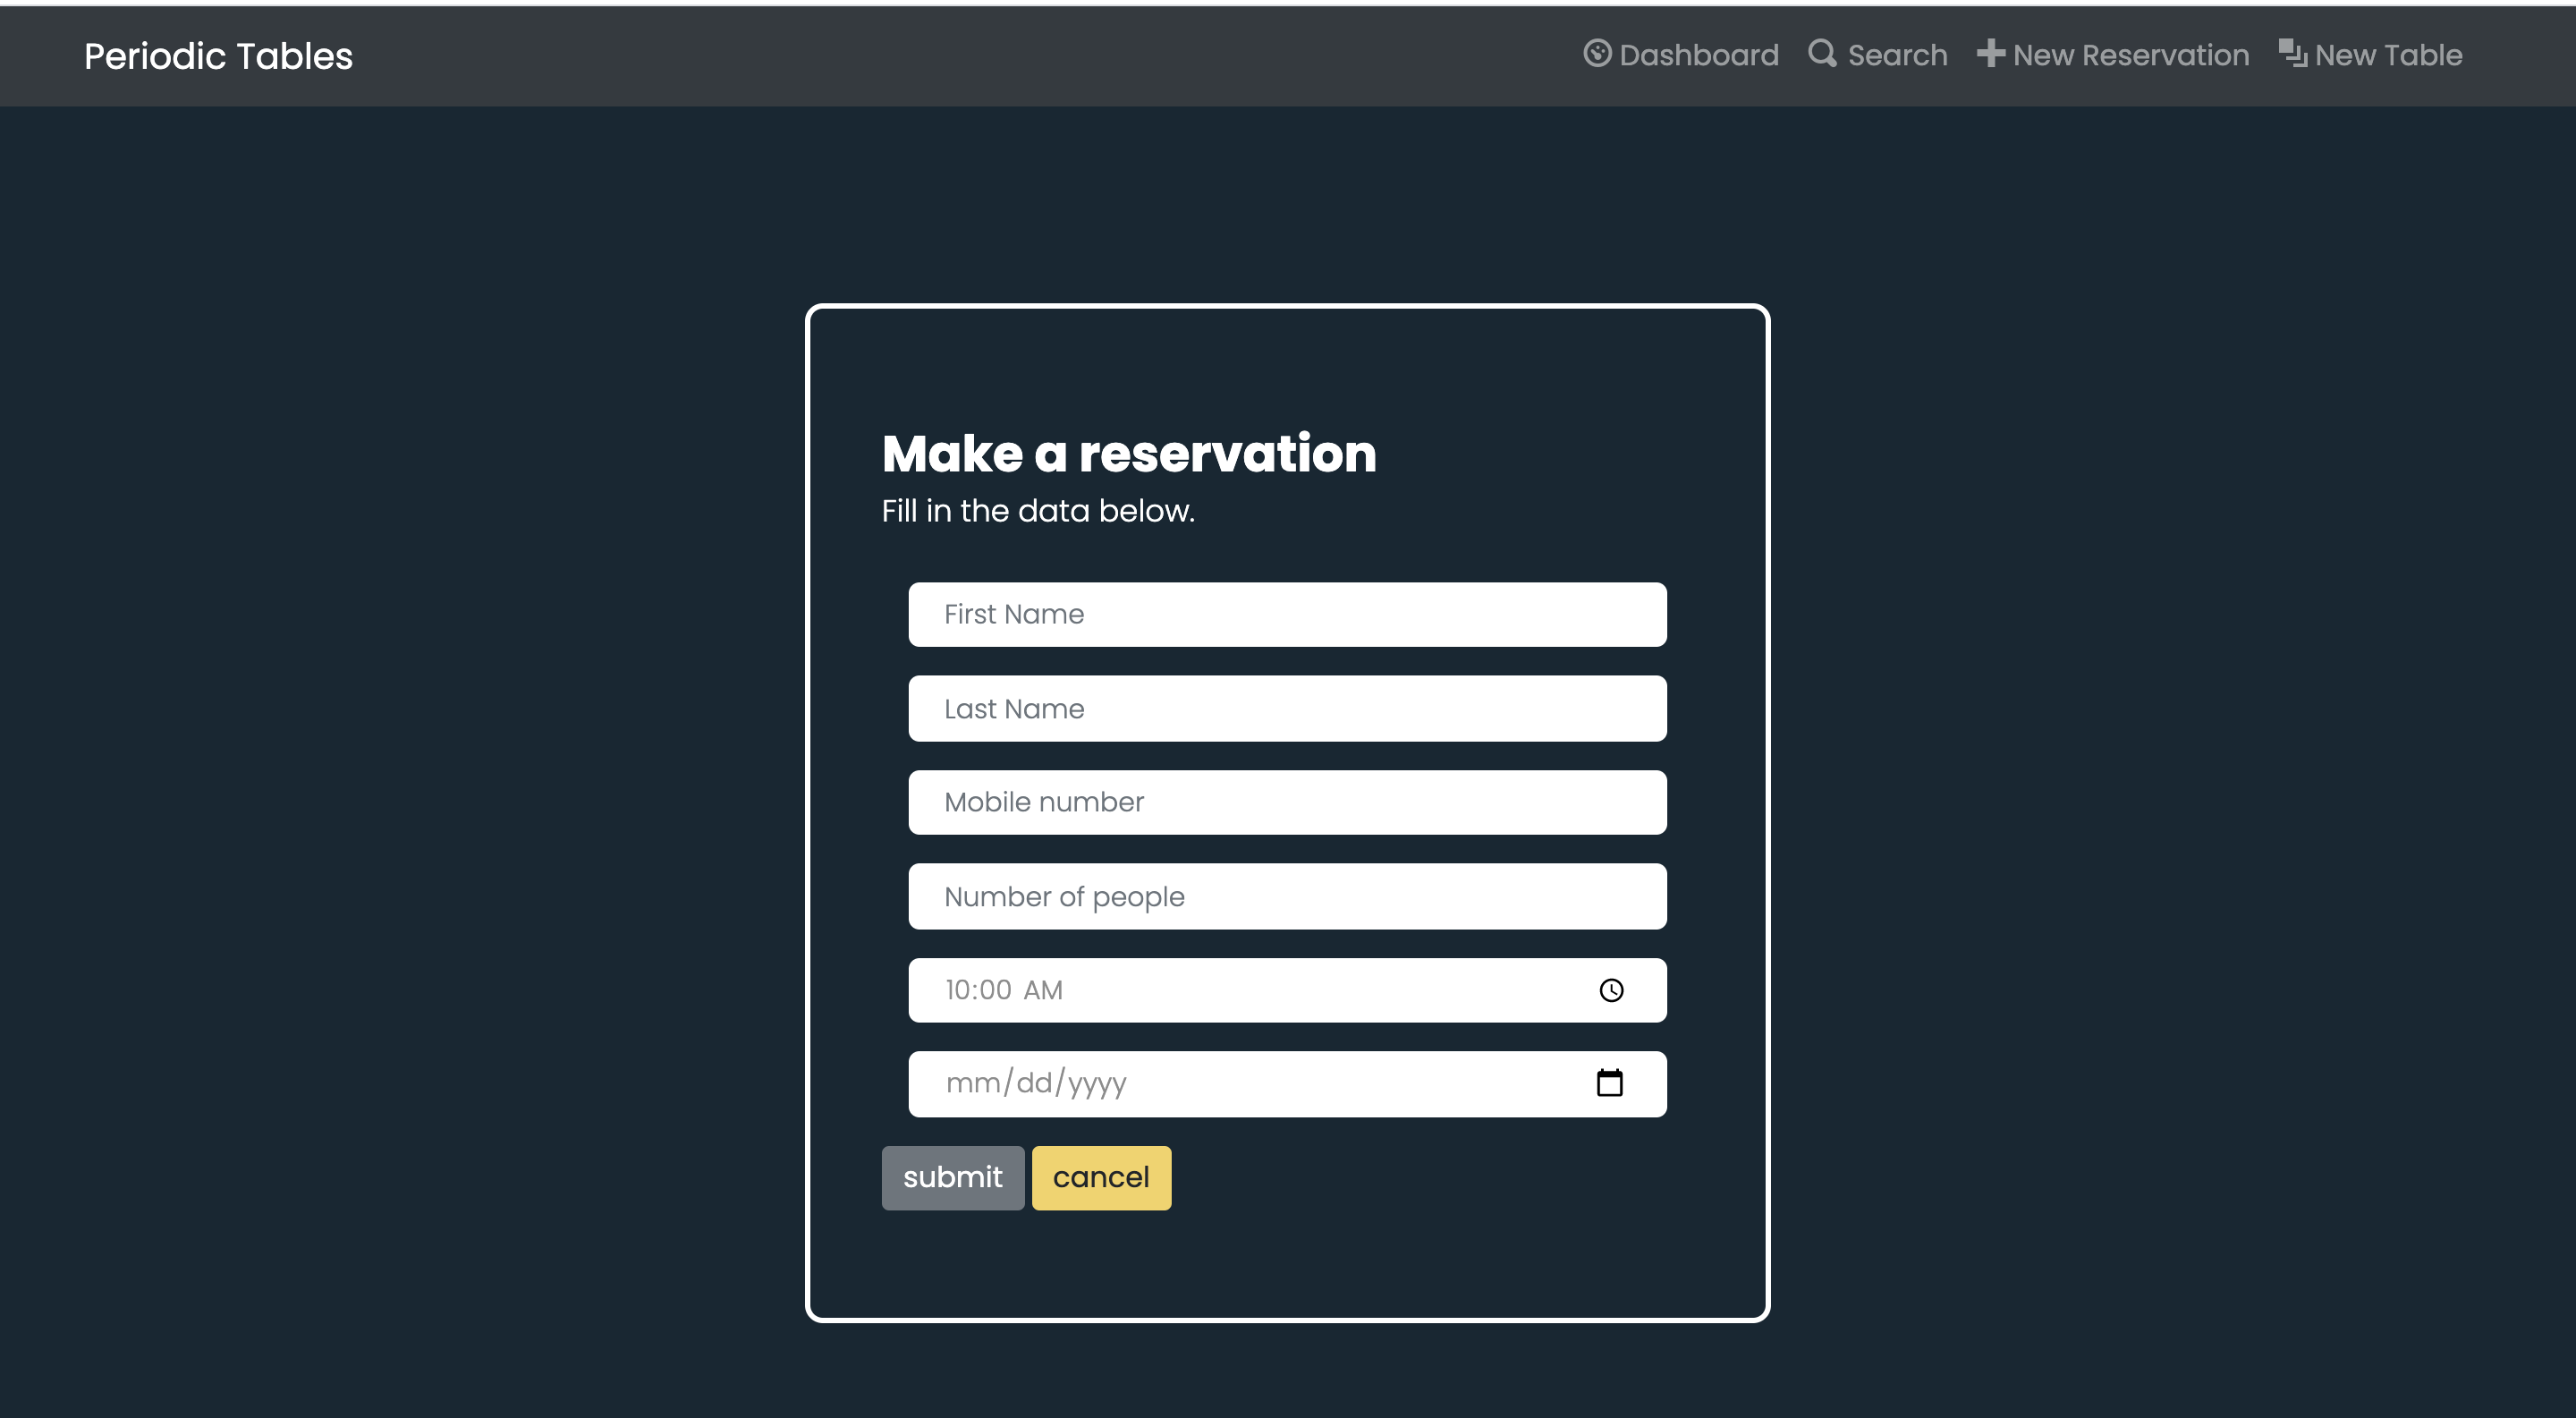 Periodic Tables
Dashboard Search New Reservation New Table
Make a reservation
Fill in the data below.
First Name
Last Name
Mobile number
Number of people
10:00 AM
mm/dd/yyyy
submit cancel